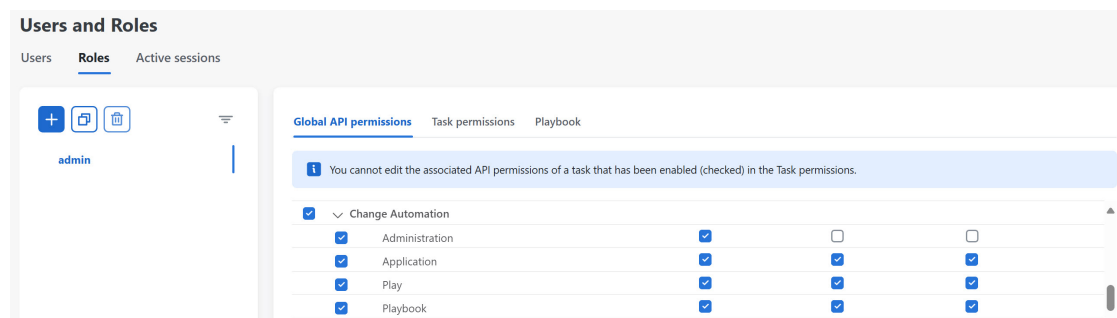 Users and Roles
Users Roles Active sessions
admin
Global API permissions Task permissions Playbook
You cannot edit the associated API permissions of a task that has been enabled (checked) in the Task permissions.
Change Automation
Administration
Application
Play
Playbook